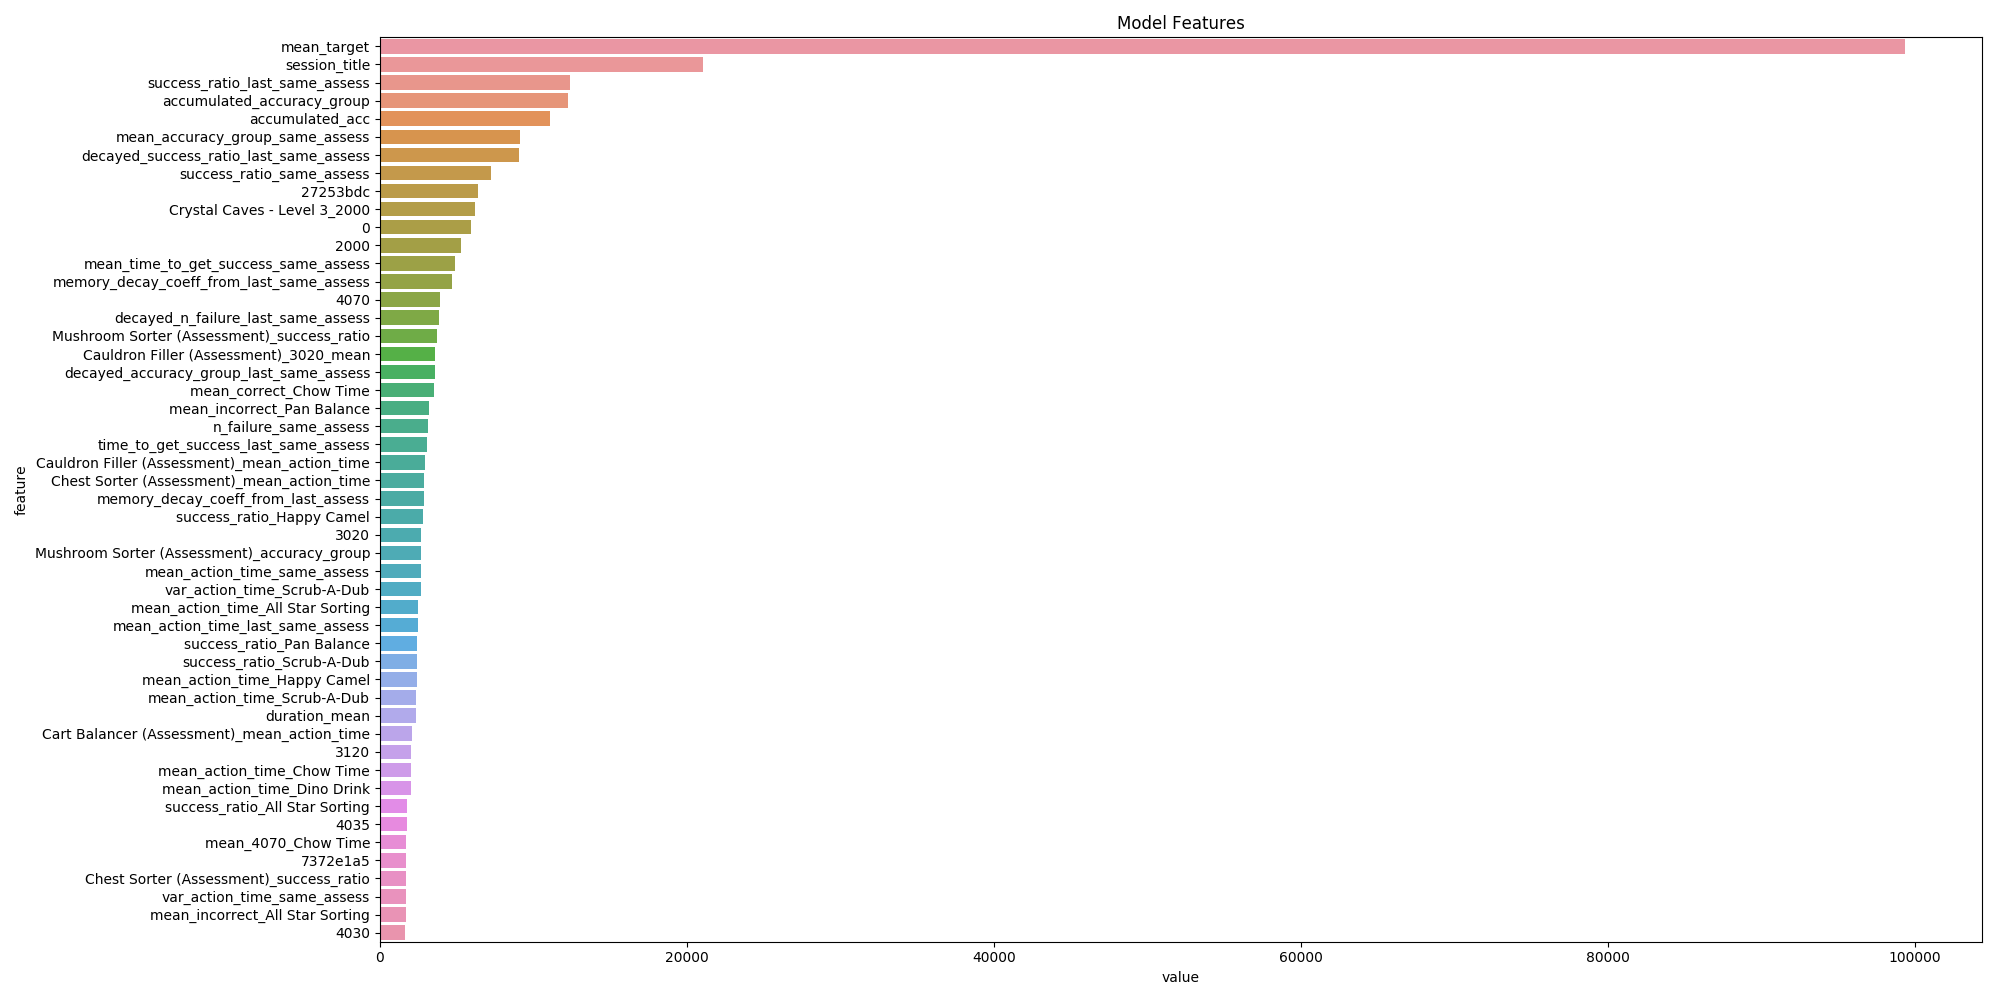 Model Features
mean_target
session_title
success_ratio_last_same_assess
accumulated_accuracy_group
accumulated_acc
mean_accuracy_group_same_assess
decayed_success_ratio_last_same_assess
success_ratio_same_assess
27253bdc
Crystal Caves - Level 3_2000
0
2000
mean_time_to_get_success_same_assess
memory_decay_coeff_from_last_same_assess
4070
decayed_n_failure_last_same_assess
Mushroom Sorter (Assessment)_success_ratio
Cauldron Filler (Assessment)_3020_mean
decayed_accuracy_group_last_same_assess
mean_correct_Chow Time
mean_incorrect_Pan Balance
n_failure_same_assess
time_to_get_success_last_same_assess
Cauldron Filler (Assessment)_mean_action_time
Chest Sorter (Assessment)_mean_action_time
memory_decay_coeff_from_last_assess
success_ratio_Happy Camel
3020
Mushroom Sorter (Assessment)_accuracy_group
mean_action_time_same_assess
var_action_time_Scrub-A-Dub
mean_action_time_All Star Sorting
mean_action_time_last_same_assess
success_ratio_Pan Balance
success_ratio_Scrub-A-Dub
mean_action_time_Happy Camel
mean_action_time_Scrub-A-Dub
duration_mean
Cart Balancer (Assessment)_mean_action_time
3120
mean_action_time_Chow Time
mean_action_time_Dino Drink
success_ratio_All Star Sorting
4035
mean_4070_Chow Time
7372e1a5
Chest Sorter (Assessment)_success_ratio
var_action_time_same_assess
mean_incorrect_All Star Sorting
4030
feature
0 20000 40000 60000 80000 100000
value